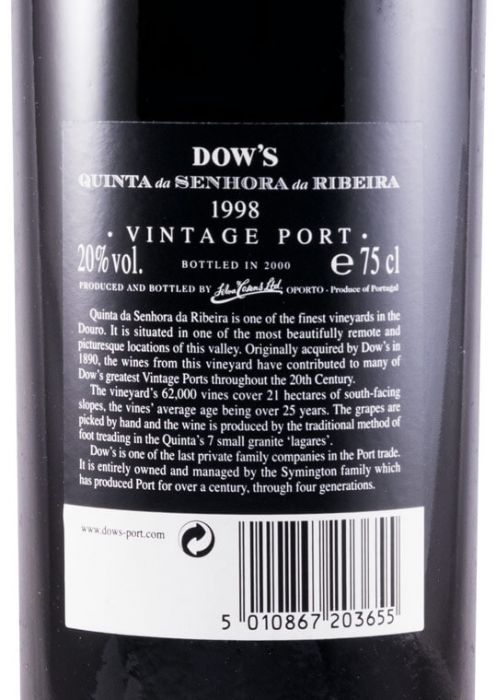 DOW'S
QUINTA da SENHORA da RIBEIRA
1998
· VINTAGE PORT ·
20% vol. BOTTLED IN 2000 e 75 cl
PRODUCED AND BOTTLED BY Silva & Cosens Ltd. OPORTO - Produce of Portugal
Quinta da Senhora da Ribeira is one of the finest vineyards in the
Douro. It is situated in one of the most beautifully remote and
picturesque locations of this valley. Originally acquired by Dow's in
1890, the wines from this vineyard have contributed to many of
Dow's greatest Vintage Ports throughout the 20th Century.
The vineyard's 62,000 vines cover 21 hectares of south-facing
slopes, the vines' average age being over 25 years. The grapes are
picked by hand and the wine is produced by the traditional method of
foot treading in the Quinta's 7 small granite 'lagares'.
Dow's is one of the last private family companies in the Port trade.
It is entirely owned and managed by the Symington family which
has produced Port for over a century, through four generations.
www.dows-port.com
5 010867 203655